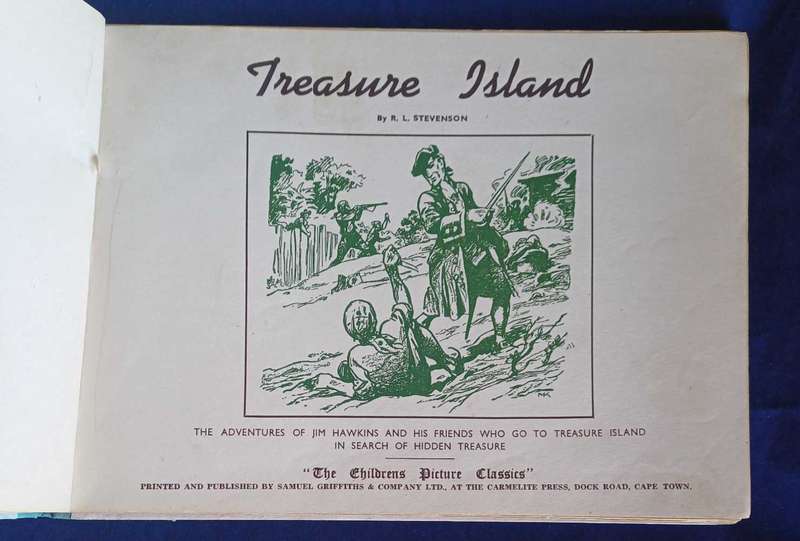 Treasure Island
By R. L. STEVENSON
MK
THE ADVENTURES OF JIM HAWKINS AND HIS FRIENDS WHO GO TO TREASURE ISLAND
IN SEARCH OF HIDDEN TREASURE
"The Childrens Picture Classics"
PRINTED AND PUBLISHED BY SAMUEL GRIFFITHS & COMPANY LTD., AT THE CARMELITE PRESS, DOCK ROAD, CAPE TOWN.